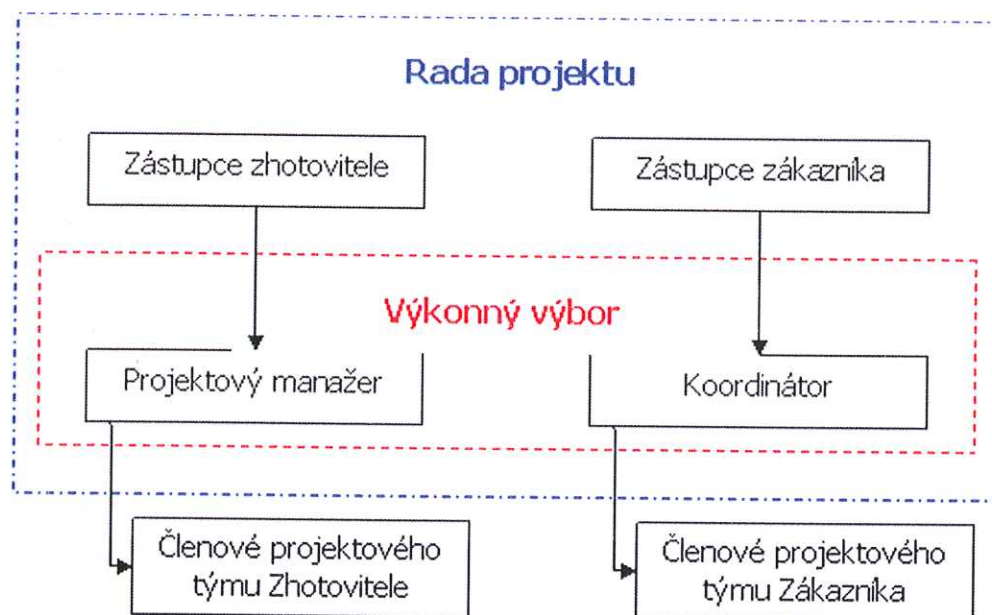 Rada projektu
Zástupce zhotovitele
Zástupce zákazníka
Výkonný výbor
Projektový manažer
Koordinátor
Členové projektového
týmu Zhotovitele
Členové projektového
týmu Zákazníka